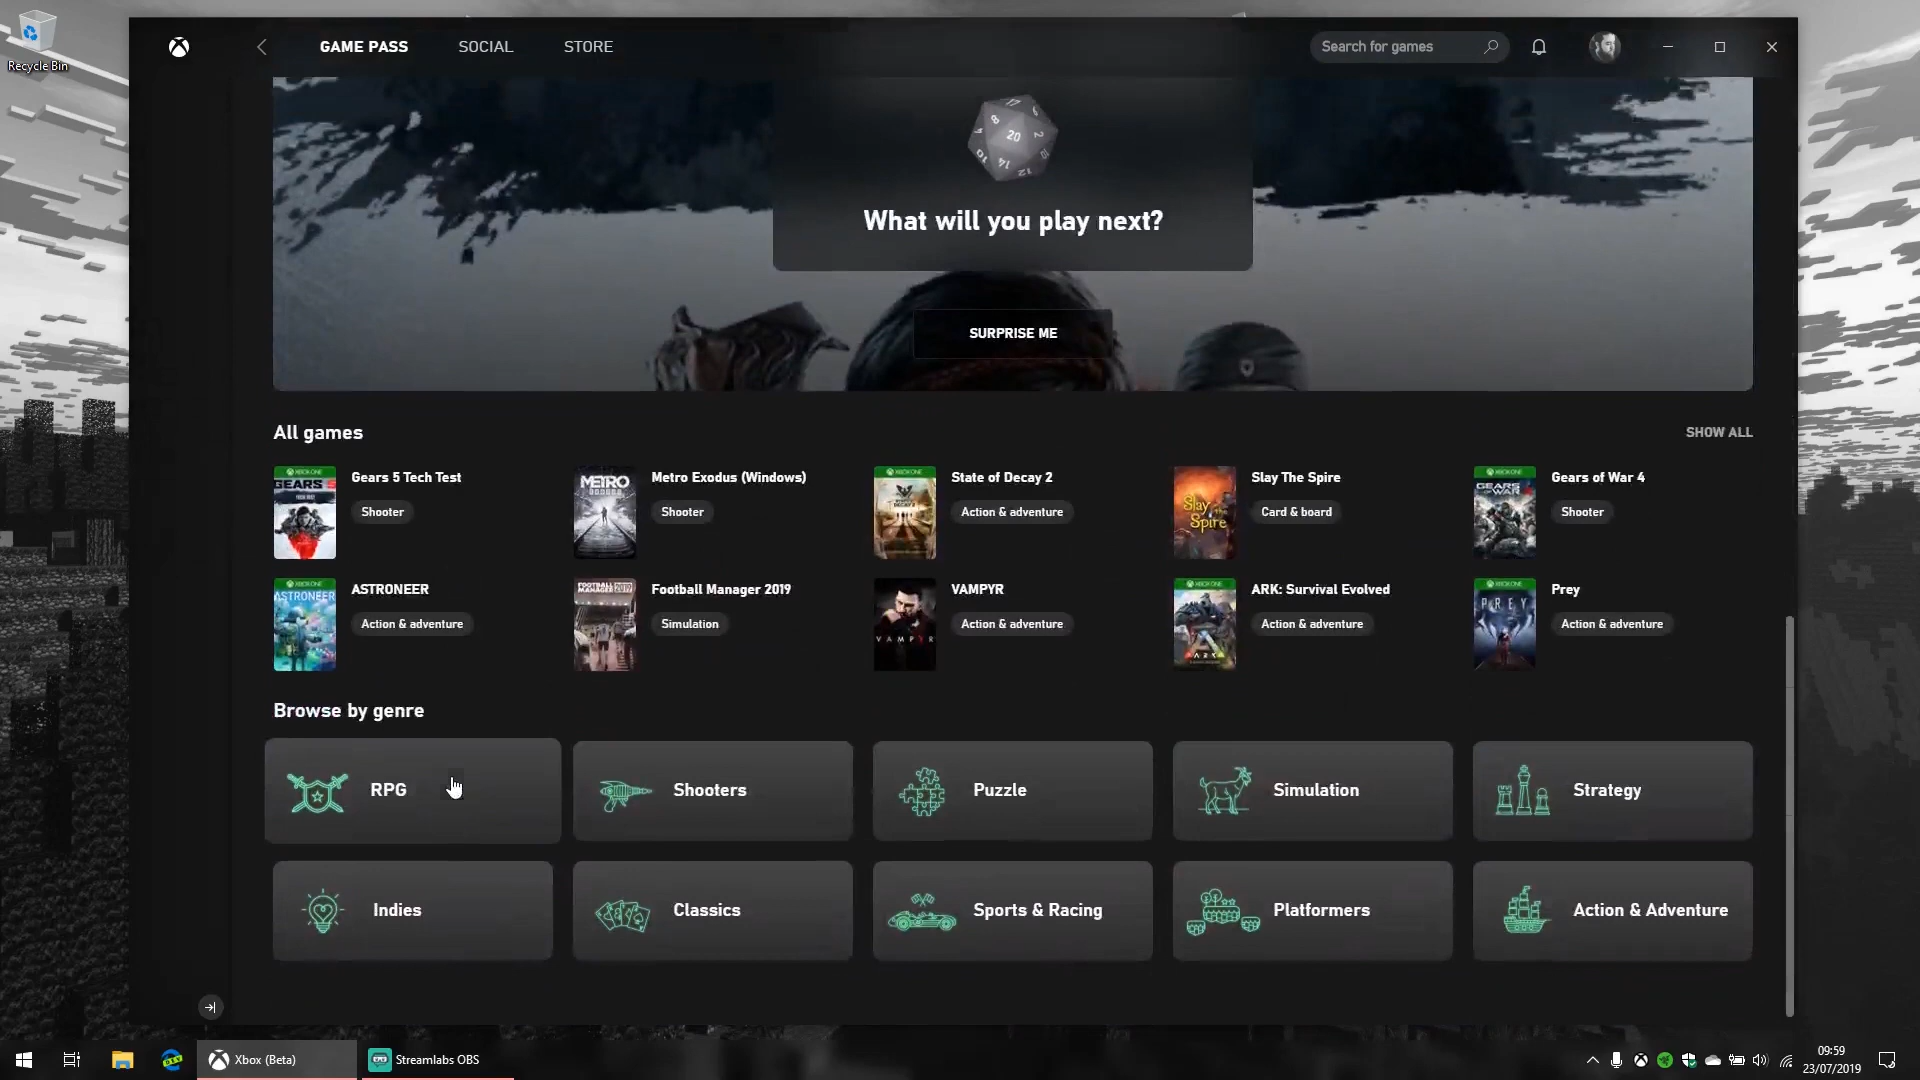 Recycle Bin
GAME PASS
SOCIAL
STORE
Search for games
What will you play next?
SURPRISE ME
All games
SHOW ALL
Gears 5 Tech Test
Shooter
Metro Exodus (Windows)
Shooter
State of Decay 2
Action & adventure
Slay The Spire
Card & board
Gears of War 4
Shooter
ASTRONEER
Action & adventure
Football Manager 2019
Simulation
VAMPYR
Action & adventure
ARK: Survival Evolved
Action & adventure
Prey
Action & adventure
Browse by genre
RPG
Shooters
Puzzle
Simulation
Strategy
Indies
Classics
Sports & Racing
Platformers
Action & Adventure
Xbox (Beta)
Streamlabs OBS
09:59
23/07/2019